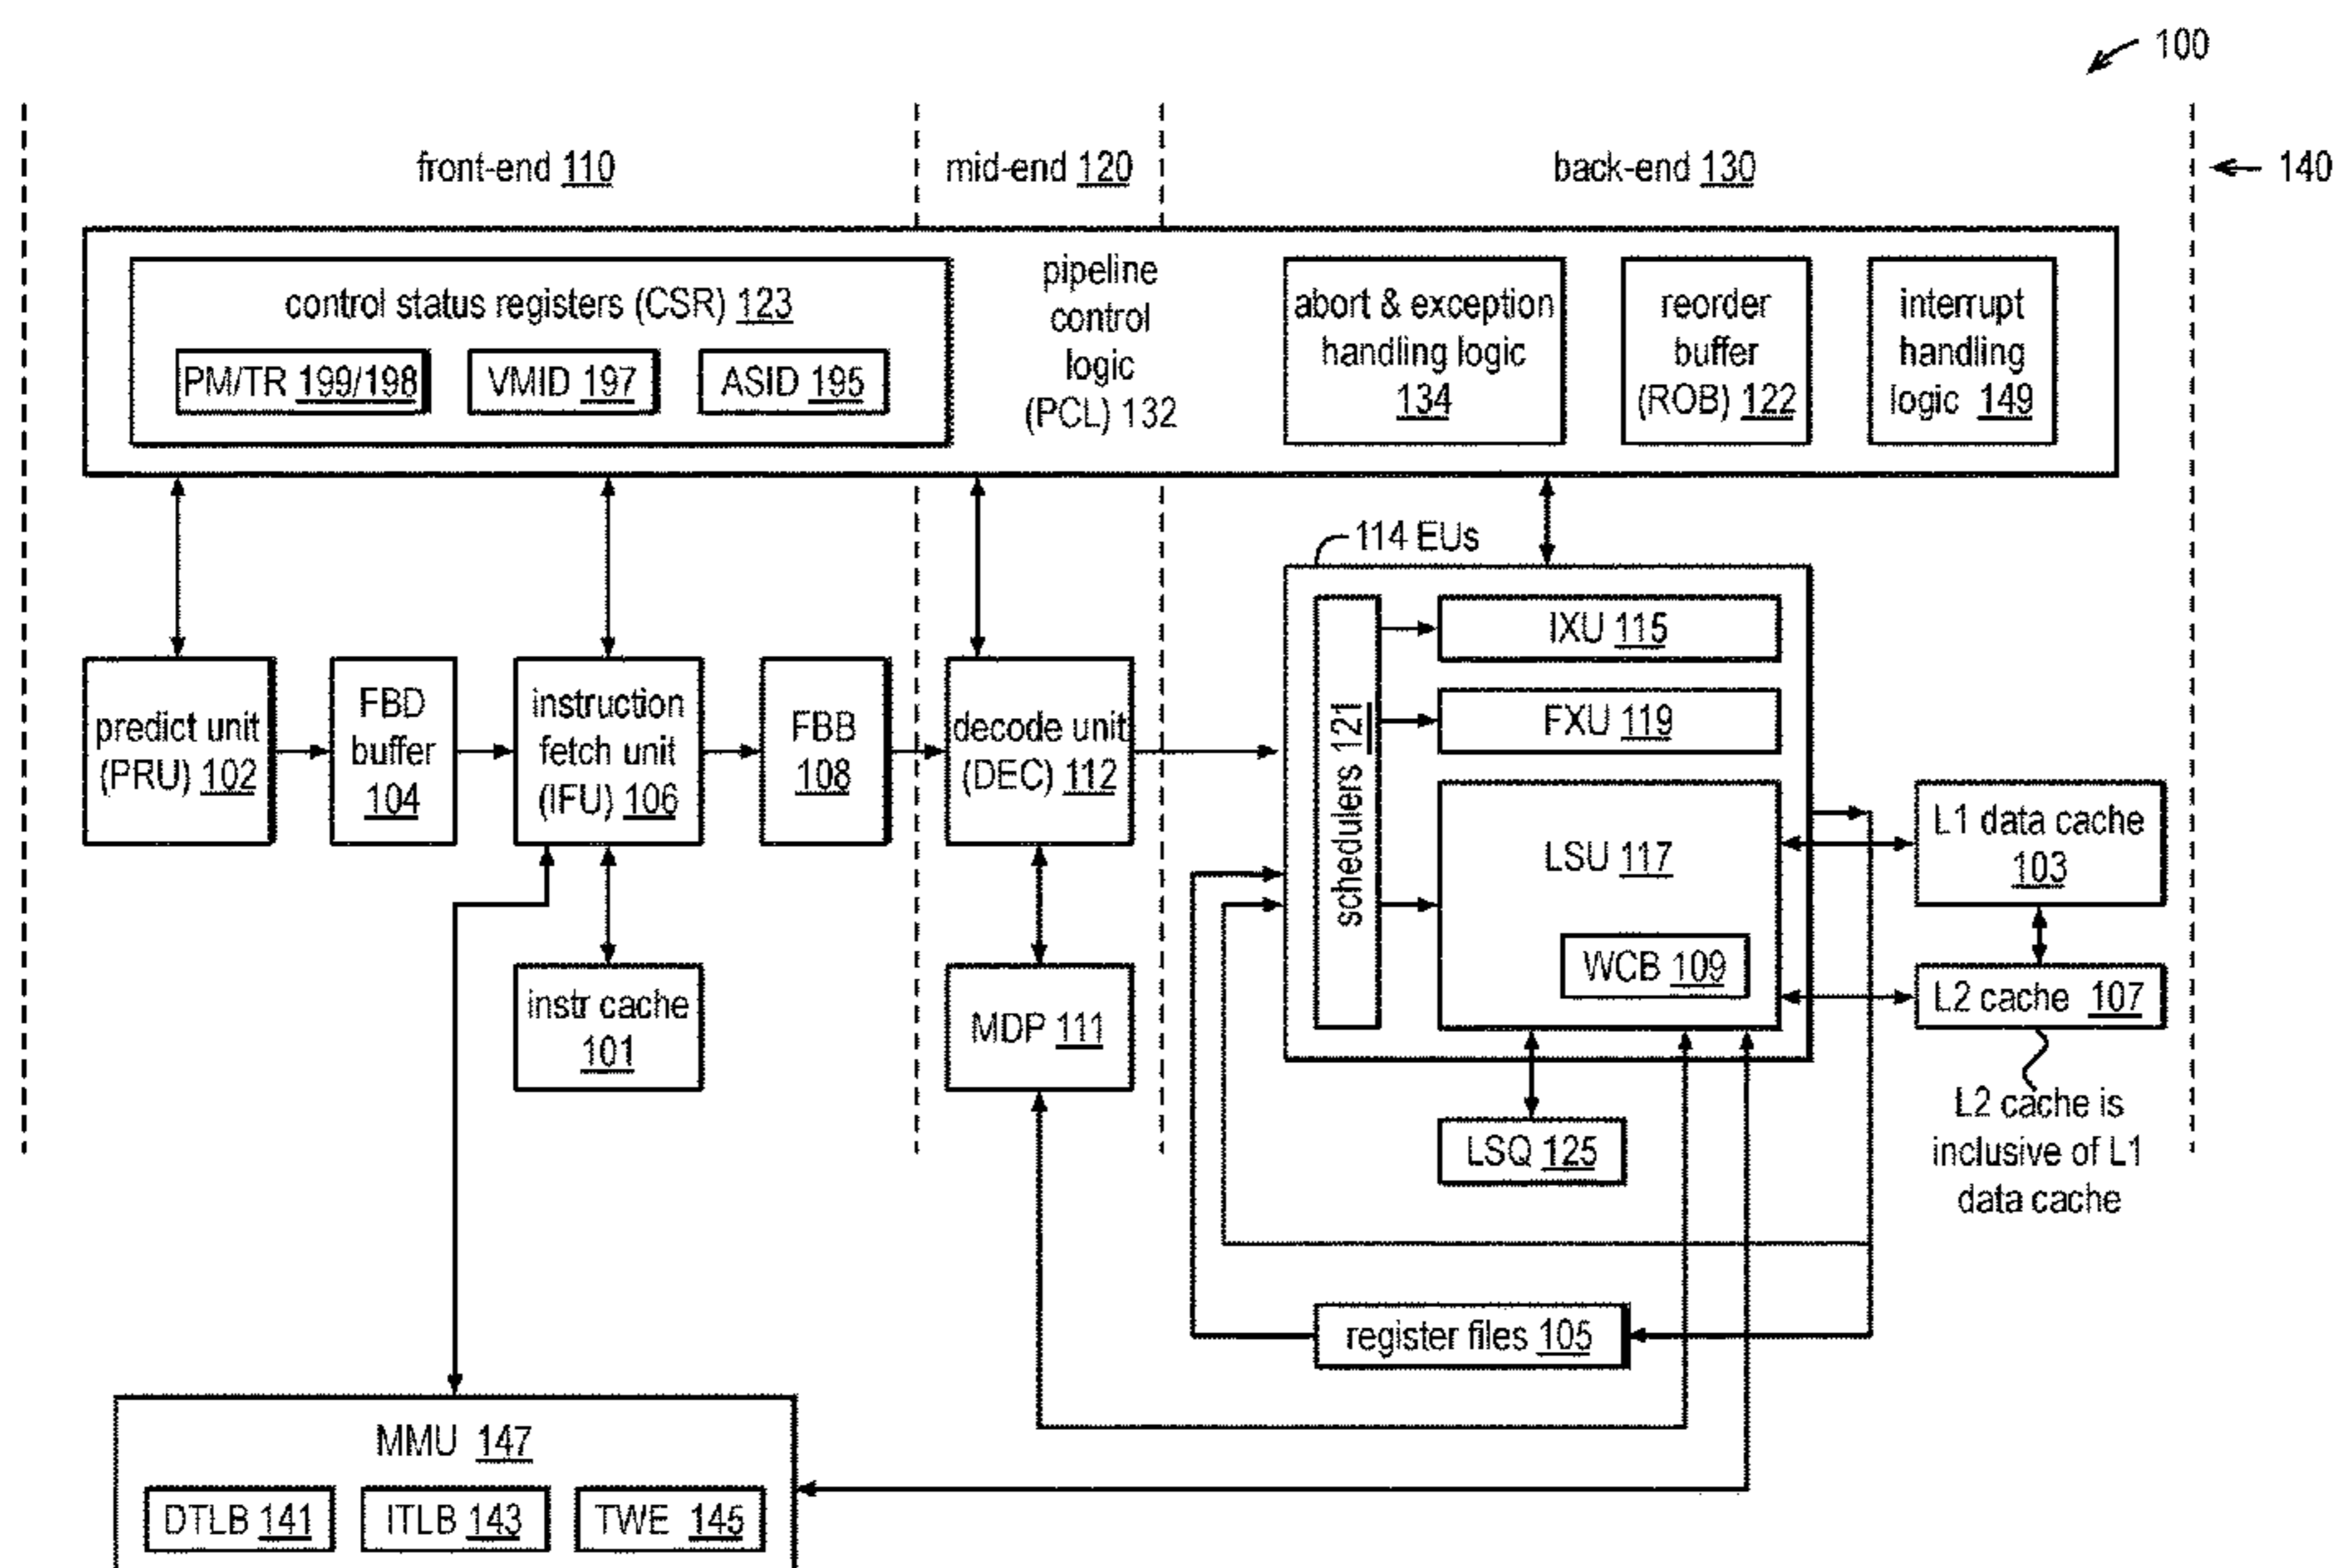 100
front-end 110
mid-end 120
back-end 130
140
control status registers (CSR) 123
PM/TR 199/198
VMID 197
ASID 195
pipeline
control
logic
(PCL) 132
abort & exception
handling logic
134
reorder
buffer
(ROB) 122
interrupt
handling
logic 149
114 EUs
predict unit
(PRU) 102
FBD
buffer
104
instruction
fetch unit
(IFU) 106
FBB
108
decode unit
(DEC) 112
schedulers 121
IXU 115
FXU 119
LSU 117
WCB 109
L1 data cache
103
L2 cache 107
L2 cache is
inclusive of L1
data cache
instr cache
101
MDP 111
LSQ 125
register files 105
MMU 147
DTLB 141
ITLB 143
TWE 145